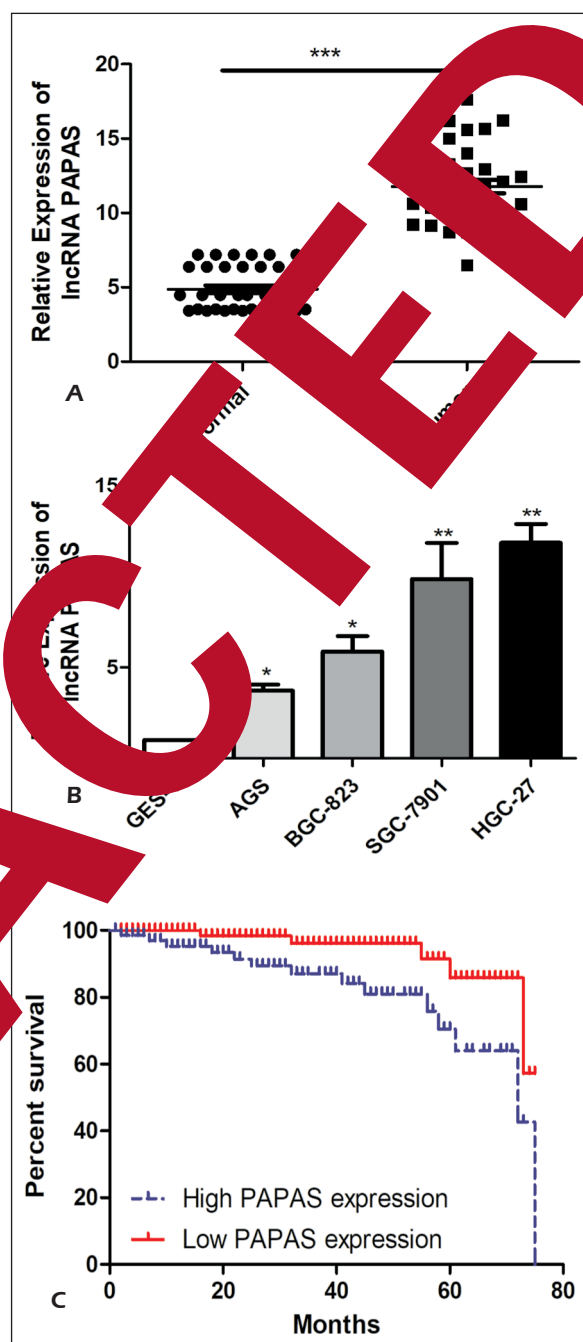 ***
20
15
10
5
0
Relative Expression of
lncRNA PAPAS
A
15
5
lncRNA
*
*
**
**
B
AGS
BGC-823
SGC-7901
HGC-27
CTED
100
80
60
40
20
0
Percent survival
High PAPAS expression
Low PAPAS expression
0 20 40 60 80
Months
C